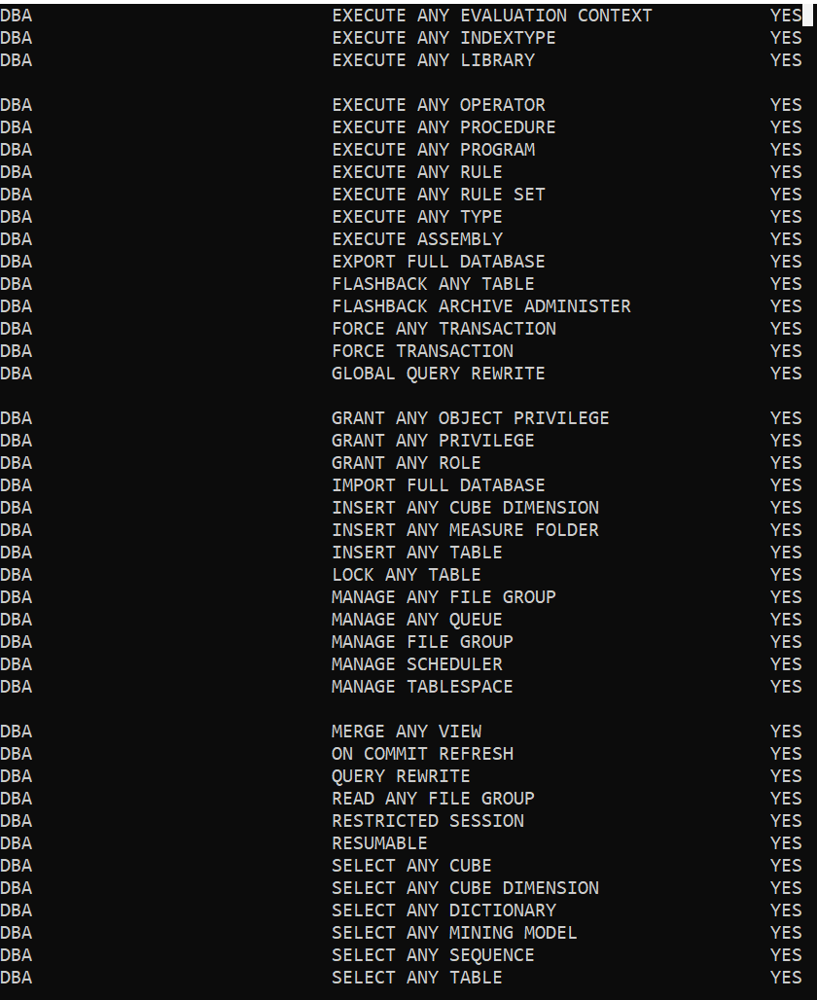 DBA EXECUTE ANY EVALUATION CONTEXT YES
DBA EXECUTE ANY INDEXTYPE YES
DBA EXECUTE ANY LIBRARY YES
DBA EXECUTE ANY OPERATOR YES
DBA EXECUTE ANY PROCEDURE YES
DBA EXECUTE ANY PROGRAM YES
DBA EXECUTE ANY RULE YES
DBA EXECUTE ANY RULE SET YES
DBA EXECUTE ANY TYPE YES
DBA EXECUTE ASSEMBLY YES
DBA EXPORT FULL DATABASE YES
DBA FLASHBACK ANY TABLE YES
DBA FLASHBACK ARCHIVE ADMINISTER YES
DBA FORCE ANY TRANSACTION YES
DBA FORCE TRANSACTION YES
DBA GLOBAL QUERY REWRITE YES
DBA GRANT ANY OBJECT PRIVILEGE YES
DBA GRANT ANY PRIVILEGE YES
DBA GRANT ANY ROLE YES
DBA IMPORT FULL DATABASE YES
DBA INSERT ANY CUBE DIMENSION YES
DBA INSERT ANY MEASURE FOLDER YES
DBA INSERT ANY TABLE YES
DBA LOCK ANY TABLE YES
DBA MANAGE ANY FILE GROUP YES
DBA MANAGE ANY QUEUE YES
DBA MANAGE FILE GROUP YES
DBA MANAGE SCHEDULER YES
DBA MANAGE TABLESPACE YES
DBA MERGE ANY VIEW YES
DBA ON COMMIT REFRESH YES
DBA QUERY REWRITE YES
DBA READ ANY FILE GROUP YES
DBA RESTRICTED SESSION YES
DBA RESUMABLE YES
DBA SELECT ANY CUBE YES
DBA SELECT ANY CUBE DIMENSION YES
DBA SELECT ANY DICTIONARY YES
DBA SELECT ANY MINING MODEL YES
DBA SELECT ANY SEQUENCE YES
DBA SELECT ANY TABLE YES